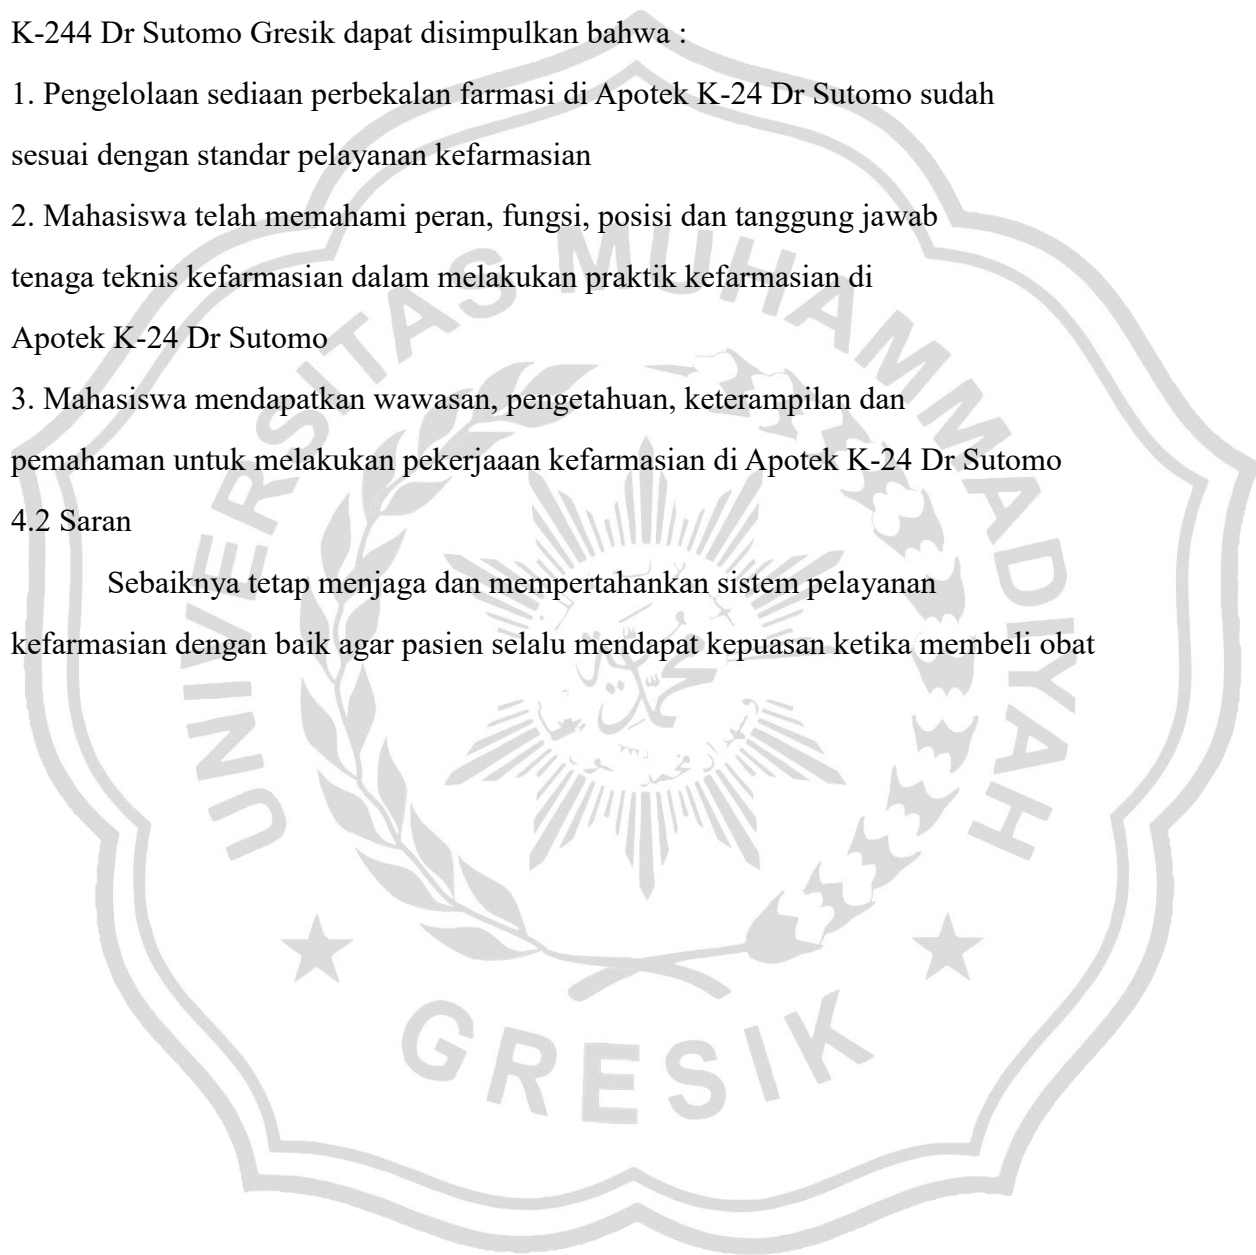 K-244 Dr Sutomo Gresik dapat disimpulkan bahwa :
1. Pengelolaan sediaan perbekalan farmasi di Apotek K-24 Dr Sutomo sudah
sesuai dengan standar pelayanan kefarmasian
2. Mahasiswa telah memahami peran, fungsi, posisi dan tanggung jawab
tenaga teknis kefarmasian dalam melakukan praktik kefarmasian di
Apotek K-24 Dr Sutomo
3. Mahasiswa mendapatkan wawasan, pengetahuan, keterampilan dan
pemahaman untuk melakukan pekerjaaan kefarmasian di Apotek K-24 Dr Sutomo
4.2 Saran
Sebaiknya tetap menjaga dan mempertahankan sistem pelayanan
kefarmasian dengan baik agar pasien selalu mendapat kepuasan ketika membeli obat
UNIVERSITAS MUHAMMADIYAH
GRESIK